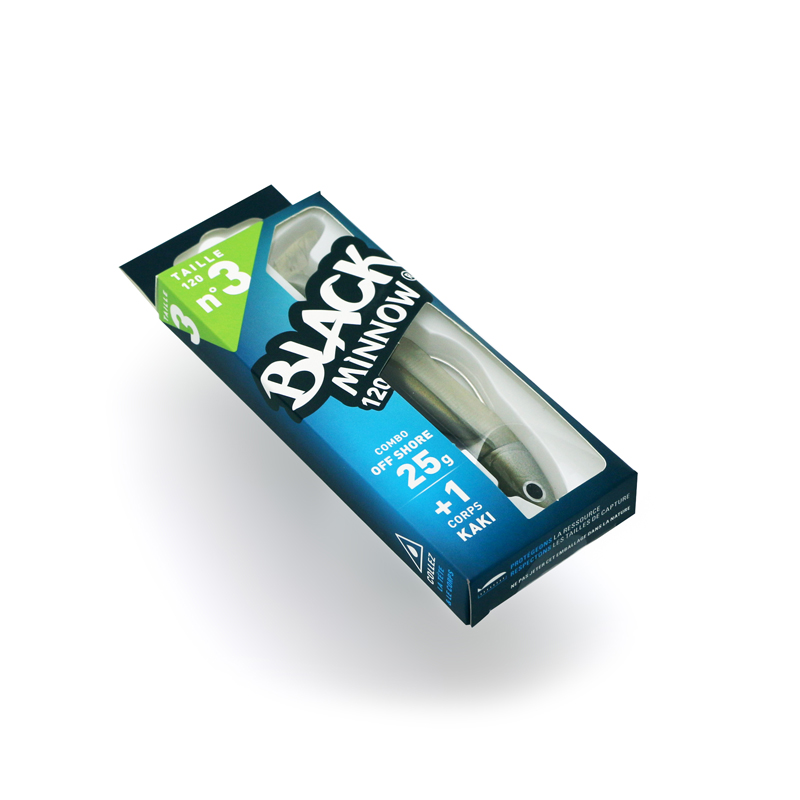 TAILLE
120
n°3
TAILLE
3
BLACK
MINNOW®
120
COMBO
OFF SHORE
25g
+1
CORPS
KAKI
COLLEZ
LA TÊTE
& LE CORPS
PROTÉGEONS LA RESSOURCE
RESPECTONS LES TAILLES DE CAPTURE
NE PAS JETER CET EMBALLAGE DANS LA NATURE